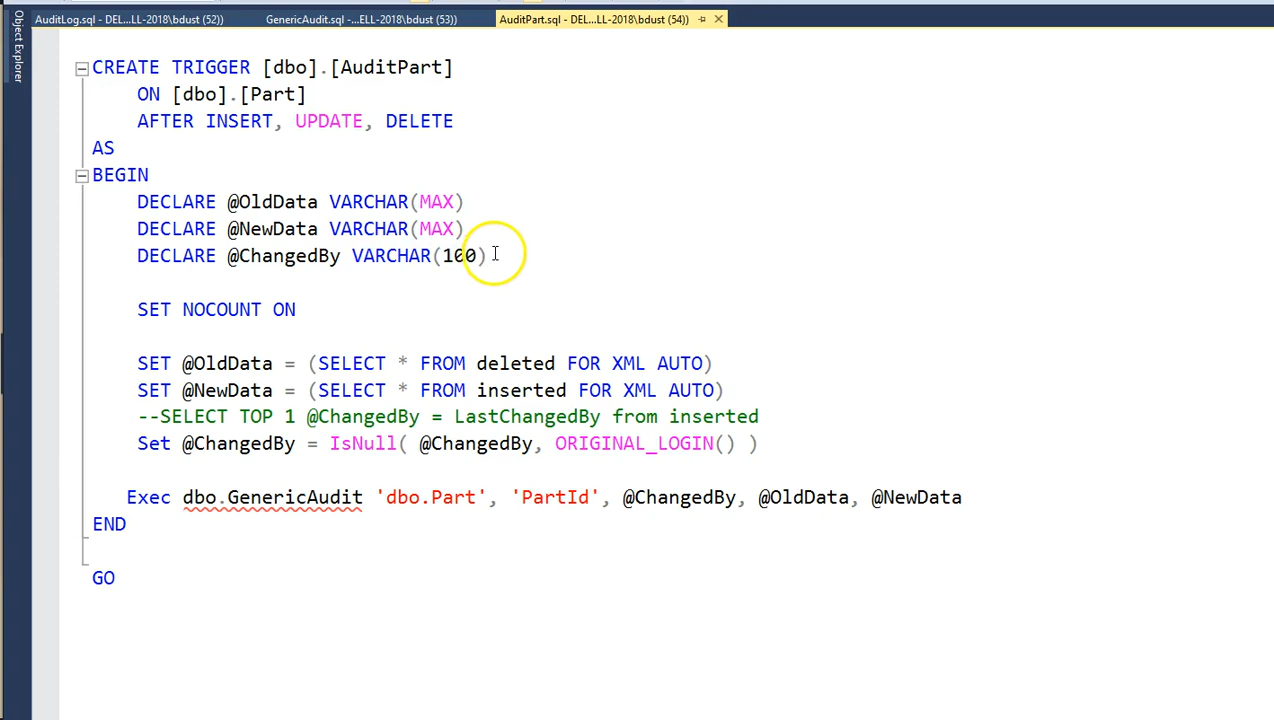 AuditLog.sql - DEL...LL-2018\bdust (52))
GenericAudit.sql -...ELL-2018\bdust (53))
AuditPart.sql - DEL...LL-2018\bdust (54))
Object Explorer
CREATE TRIGGER [dbo].[AuditPart]
ON [dbo].[Part]
AFTER INSERT, UPDATE, DELETE
AS
BEGIN
DECLARE @OldData VARCHAR(MAX)
DECLARE @NewData VARCHAR(MAX)
DECLARE @ChangedBy VARCHAR(100)
SET NOCOUNT ON
SET @OldData = (SELECT * FROM deleted FOR XML AUTO)
SET @NewData = (SELECT * FROM inserted FOR XML AUTO)
--SELECT TOP 1 @ChangedBy = LastChangedBy from inserted
Set @ChangedBy = IsNull( @ChangedBy, ORIGINAL_LOGIN() )
Exec dbo.GenericAudit 'dbo.Part', 'PartId', @ChangedBy, @OldData, @NewData
END
GO